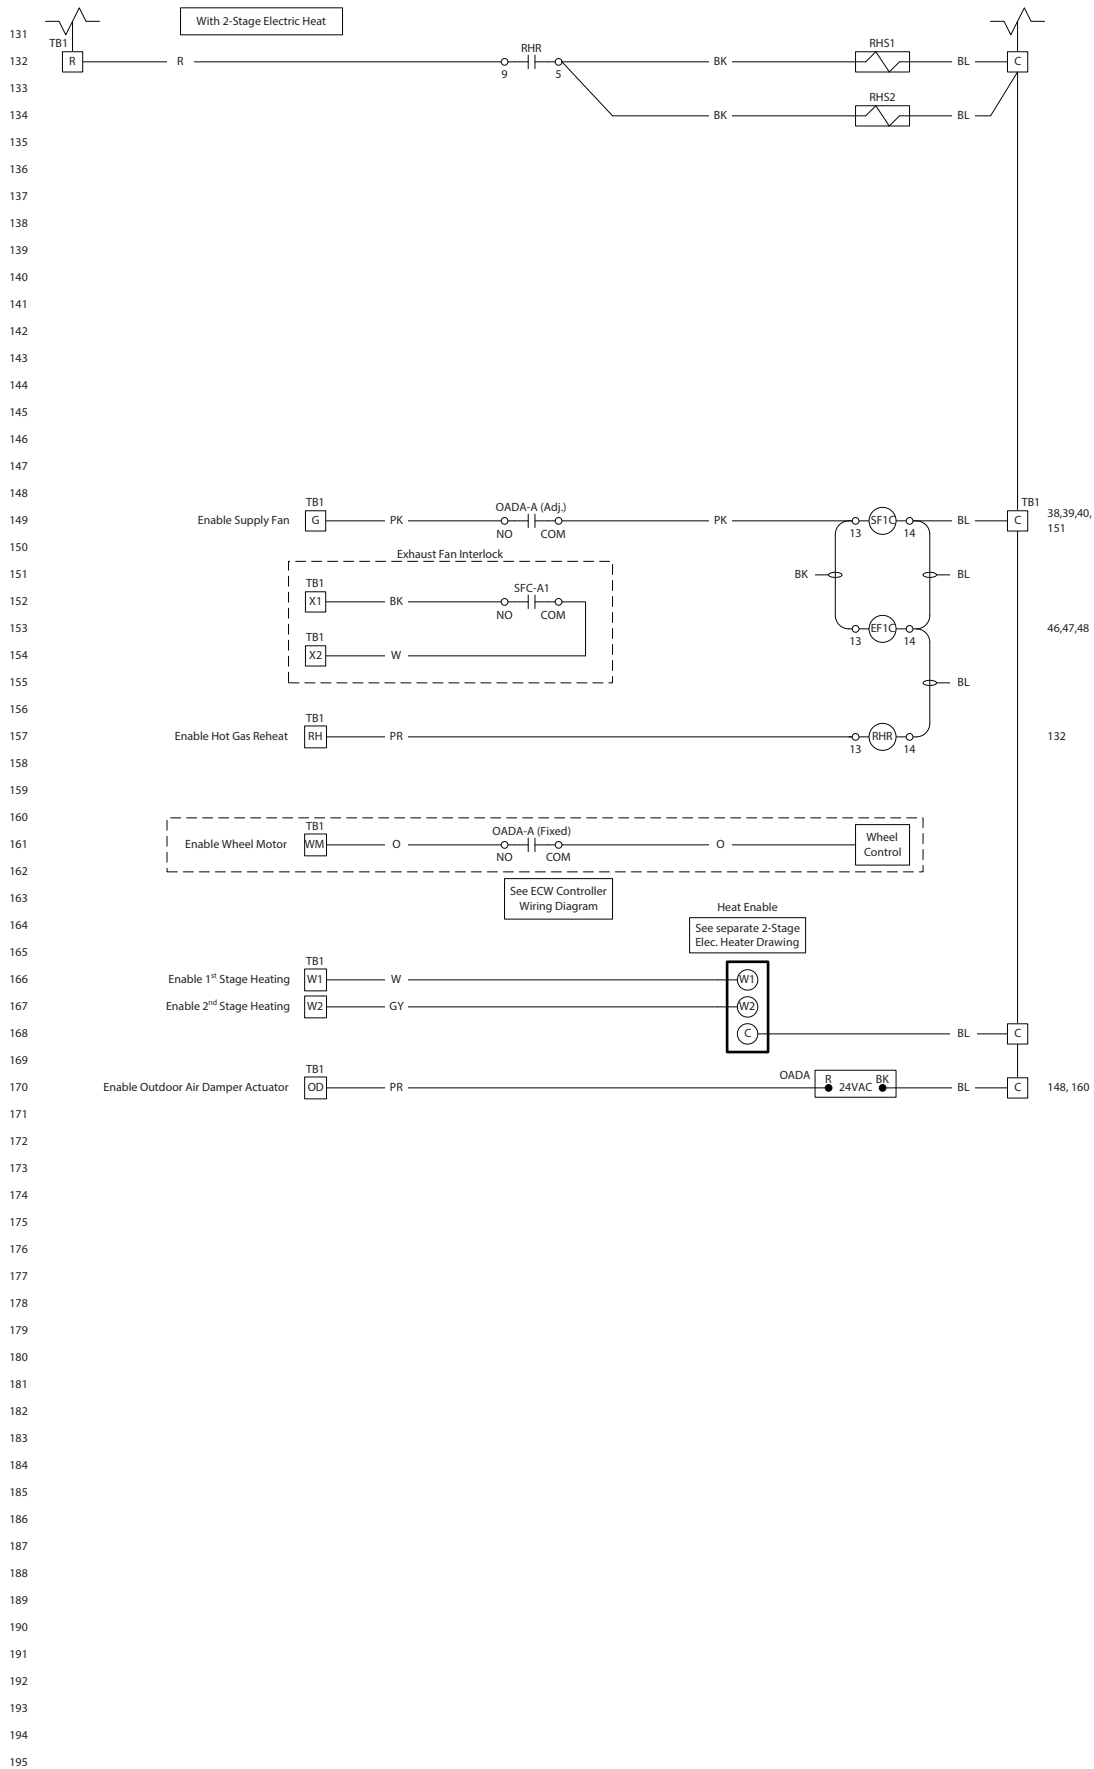 131
With 2-Stage Electric Heat
TB1
132 R R RHR 9 5 BK RHS1 BL C
133
134 BK RHS2 BL
135
136
137
138
139
140
141
142
143
144
145
146
147
148
TB1 OADA-A (Adj.) TB1
149 Enable Supply Fan G PK NO COM PK 13 SF1C 14 BL C 38,39,40,
151
150
Exhaust Fan Interlock
151 BK BL
TB1 SFC-A1
152 X1 BK NO COM
153 13 EF1C 14 46,47,48
TB1
154 X2 W
155 BL
156
TB1
157 Enable Hot Gas Reheat RH PR 13 RHR 14 132
158
159
160
TB1 OADA-A (Fixed)
161 Enable Wheel Motor WM O NO COM O Wheel
Control
162
163 See ECW Controller
Wiring Diagram
Heat Enable
164 See separate 2-Stage
Elec. Heater Drawing
165
TB1
166 Enable 1st Stage Heating W1 W W1
167 Enable 2nd Stage Heating W2 GY W2
168 C BL C
169
TB1
170 Enable Outdoor Air Damper Actuator OD PR OADA R 24VAC BK BL C 148, 160
171
172
173
174
175
176
177
178
179
180
181
182
183
184
185
186
187
188
189
190
191
192
193
194
195